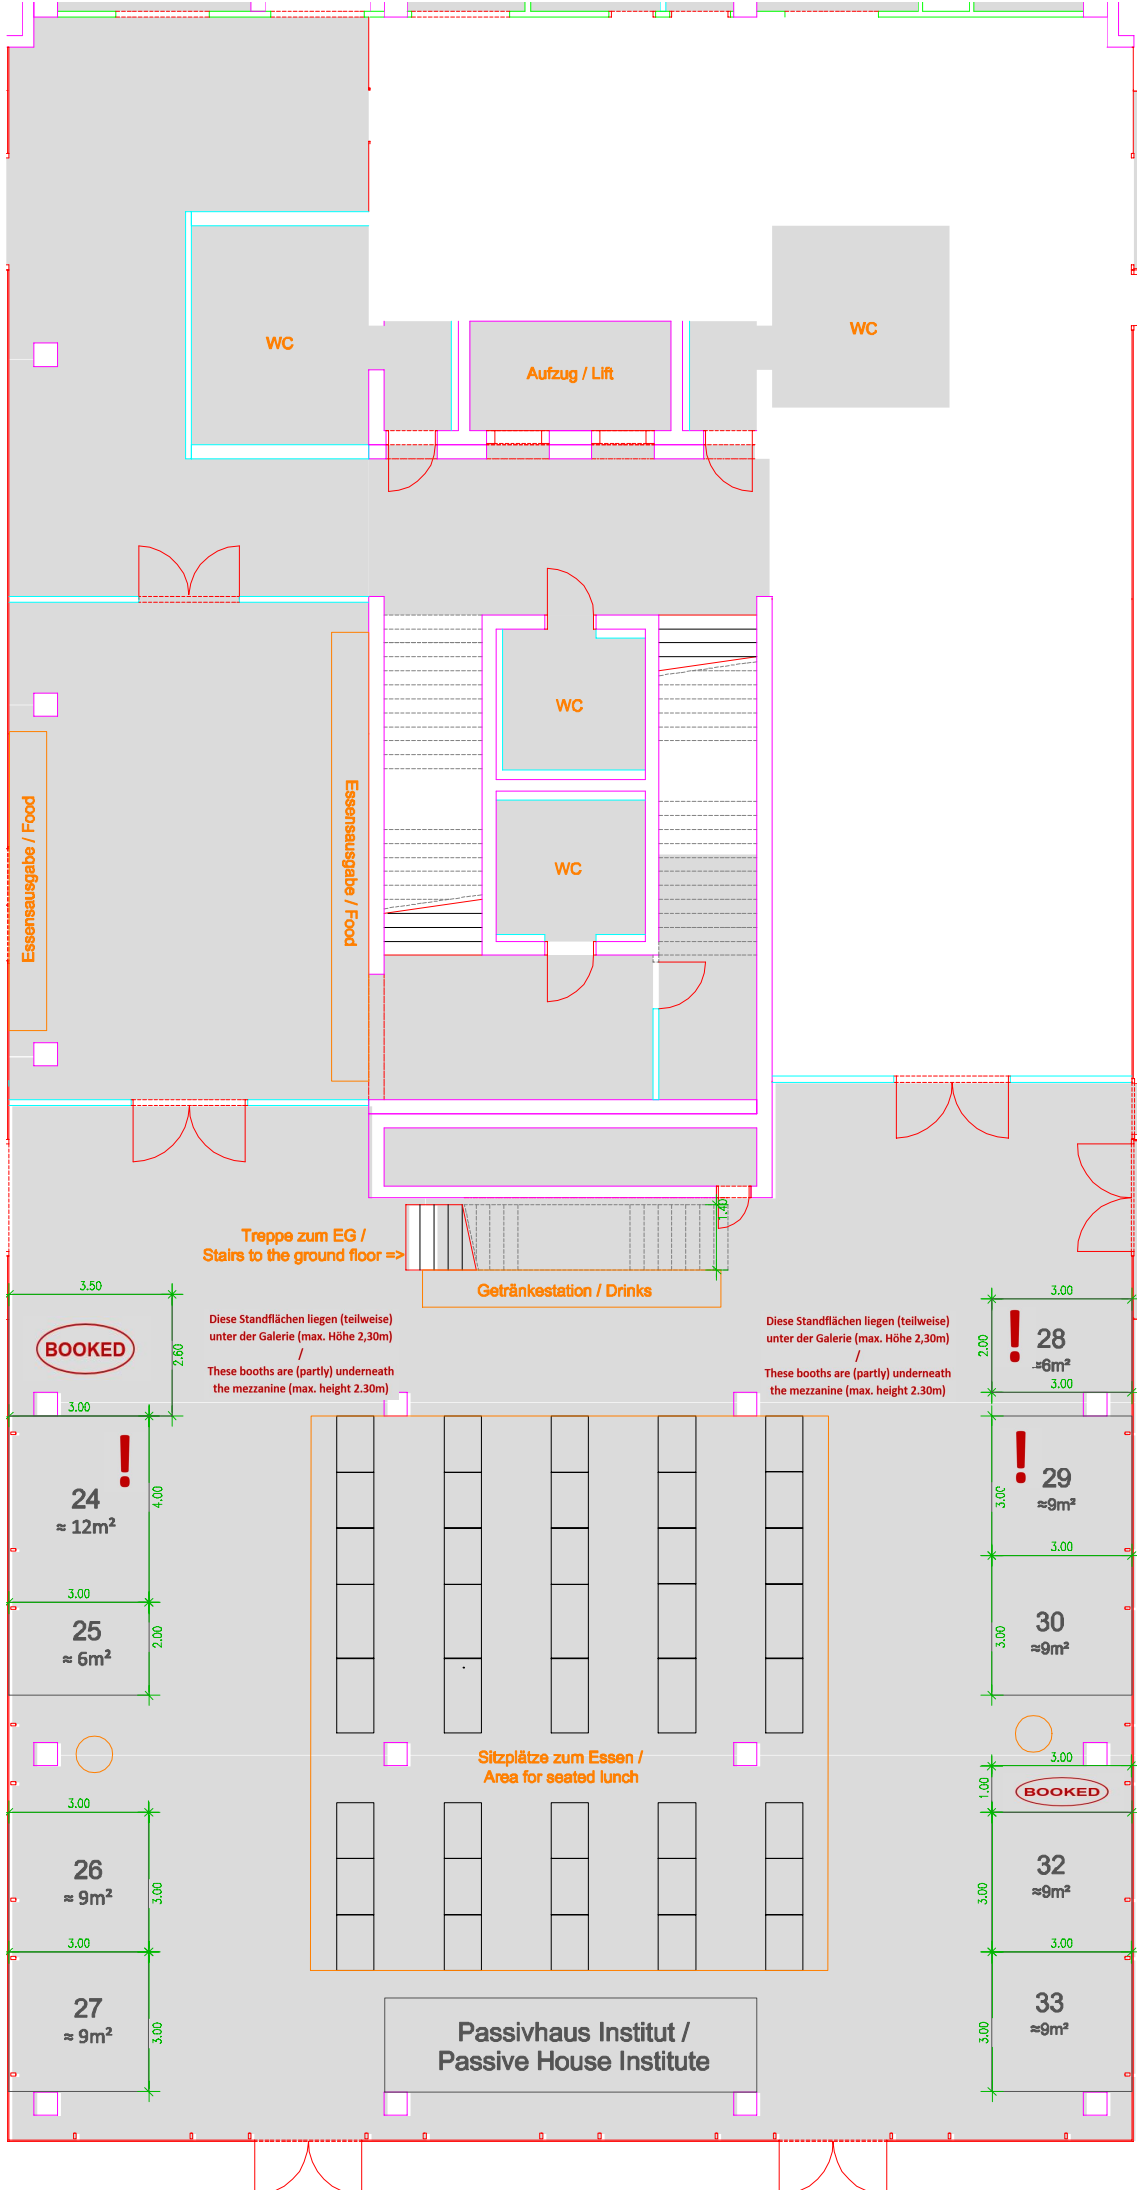 WC
WC
Aufzug / Lift
WC
WC
Essensausgabe / Food
Essensausgabe / Food
1.40
Treppe zum EG /
Stairs to the ground floor =>
Getränkestation / Drinks
3.50
2.60
BOOKED
Diese Standflächen liegen (teilweise)
unter der Galerie (max. Höhe 2,30m)
/
These booths are (partly) underneath
the mezzanine (max. height 2.30m)
Diese Standflächen liegen (teilweise)
unter der Galerie (max. Höhe 2,30m)
/
These booths are (partly) underneath
the mezzanine (max. height 2.30m)
3.00
2.00
!
28
≈6m²
3.00
3.00
!
24
≈ 12m²
4.00
3.00
25
≈ 6m²
2.00
!
29
≈9m²
3.00
3.00
30
≈9m²
3.00
Sitzplätze zum Essen /
Area for seated lunch
3.00
1.00
BOOKED
3.00
26
≈ 9m²
3.00
3.00
27
≈ 9m²
3.00
32
≈9m²
3.00
3.00
33
≈9m²
3.00
Passivhaus Institut /
Passive House Institute